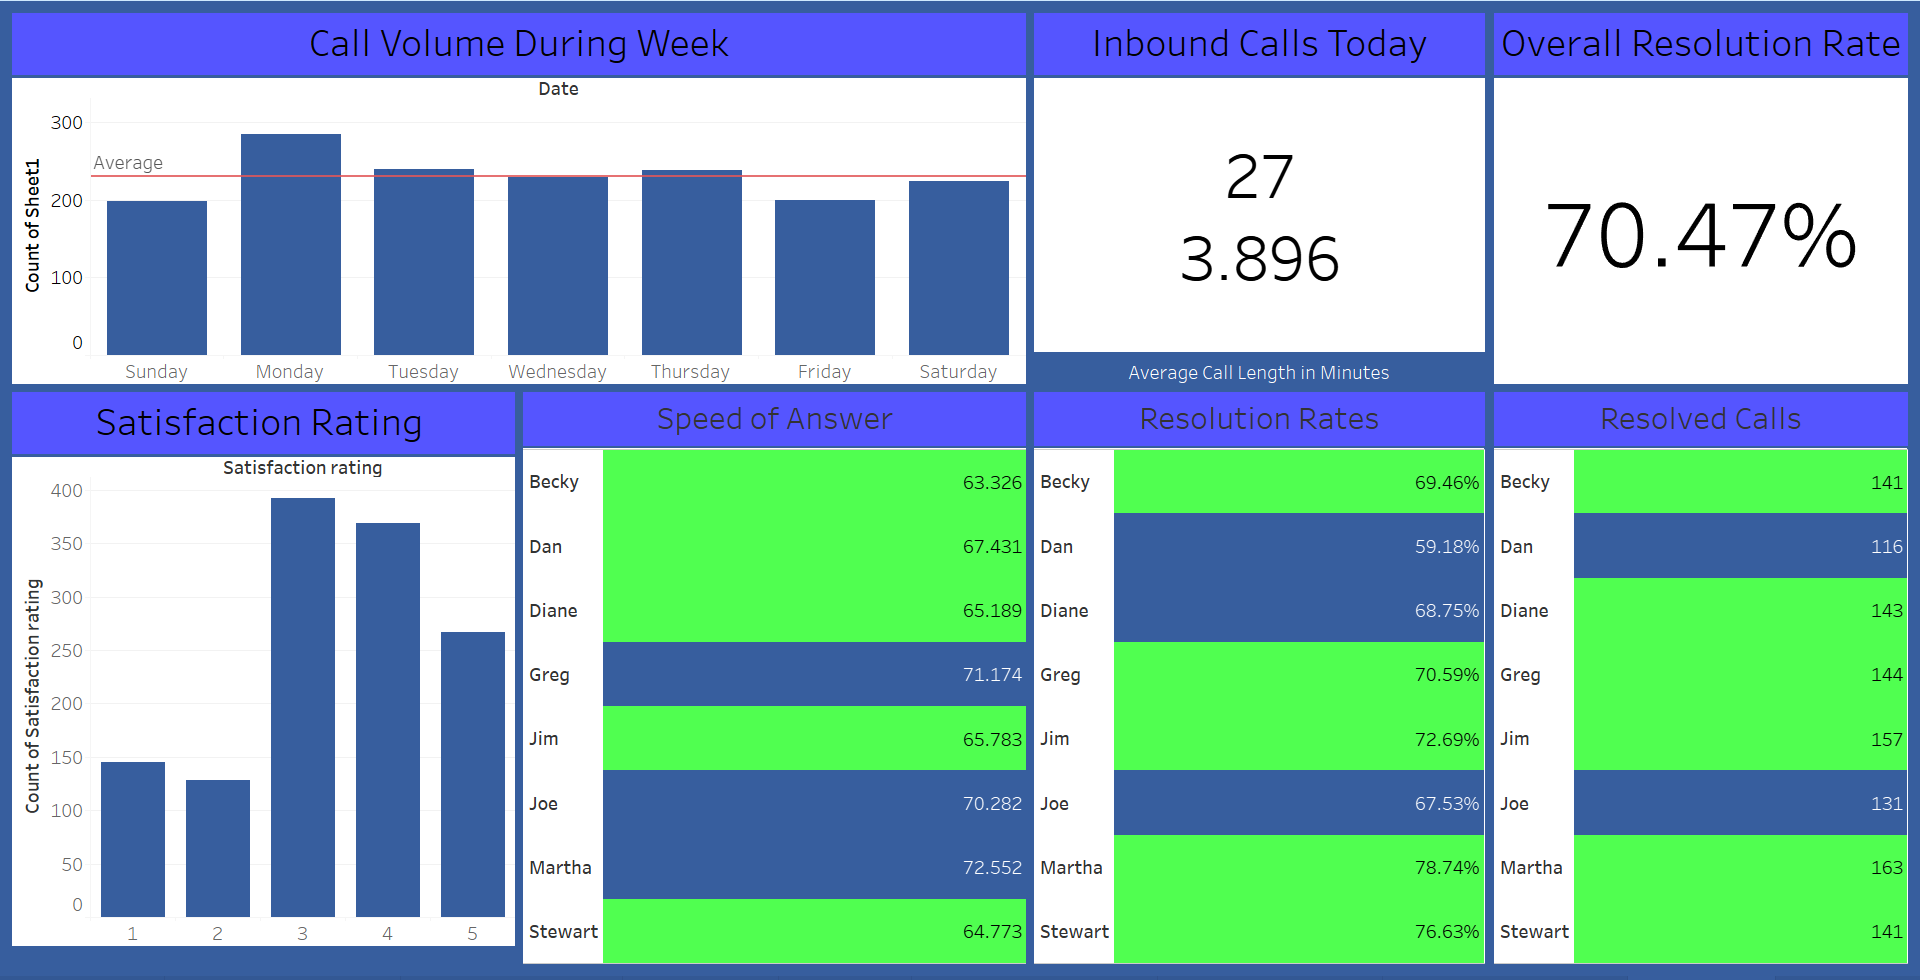 Call Volume During Week
Date
Count of Sheet1
300
200
100
0
Average
Sunday Monday Tuesday Wednesday Thursday Friday Saturday
Inbound Calls Today
27
3.896
Average Call Length in Minutes
Overall Resolution Rate
70.47%
Satisfaction Rating
Satisfaction rating
Count of Satisfaction rating
400
350
300
250
200
150
100
50
0
1 2 3 4 5
Speed of Answer
Becky 63.326
Dan 67.431
Diane 65.189
Greg 71.174
Jim 65.783
Joe 70.282
Martha 72.552
Stewart 64.773
Resolution Rates
Becky 69.46%
Dan 59.18%
Diane 68.75%
Greg 70.59%
Jim 72.69%
Joe 67.53%
Martha 78.74%
Stewart 76.63%
Resolved Calls
Becky 141
Dan 116
Diane 143
Greg 144
Jim 157
Joe 131
Martha 163
Stewart 141